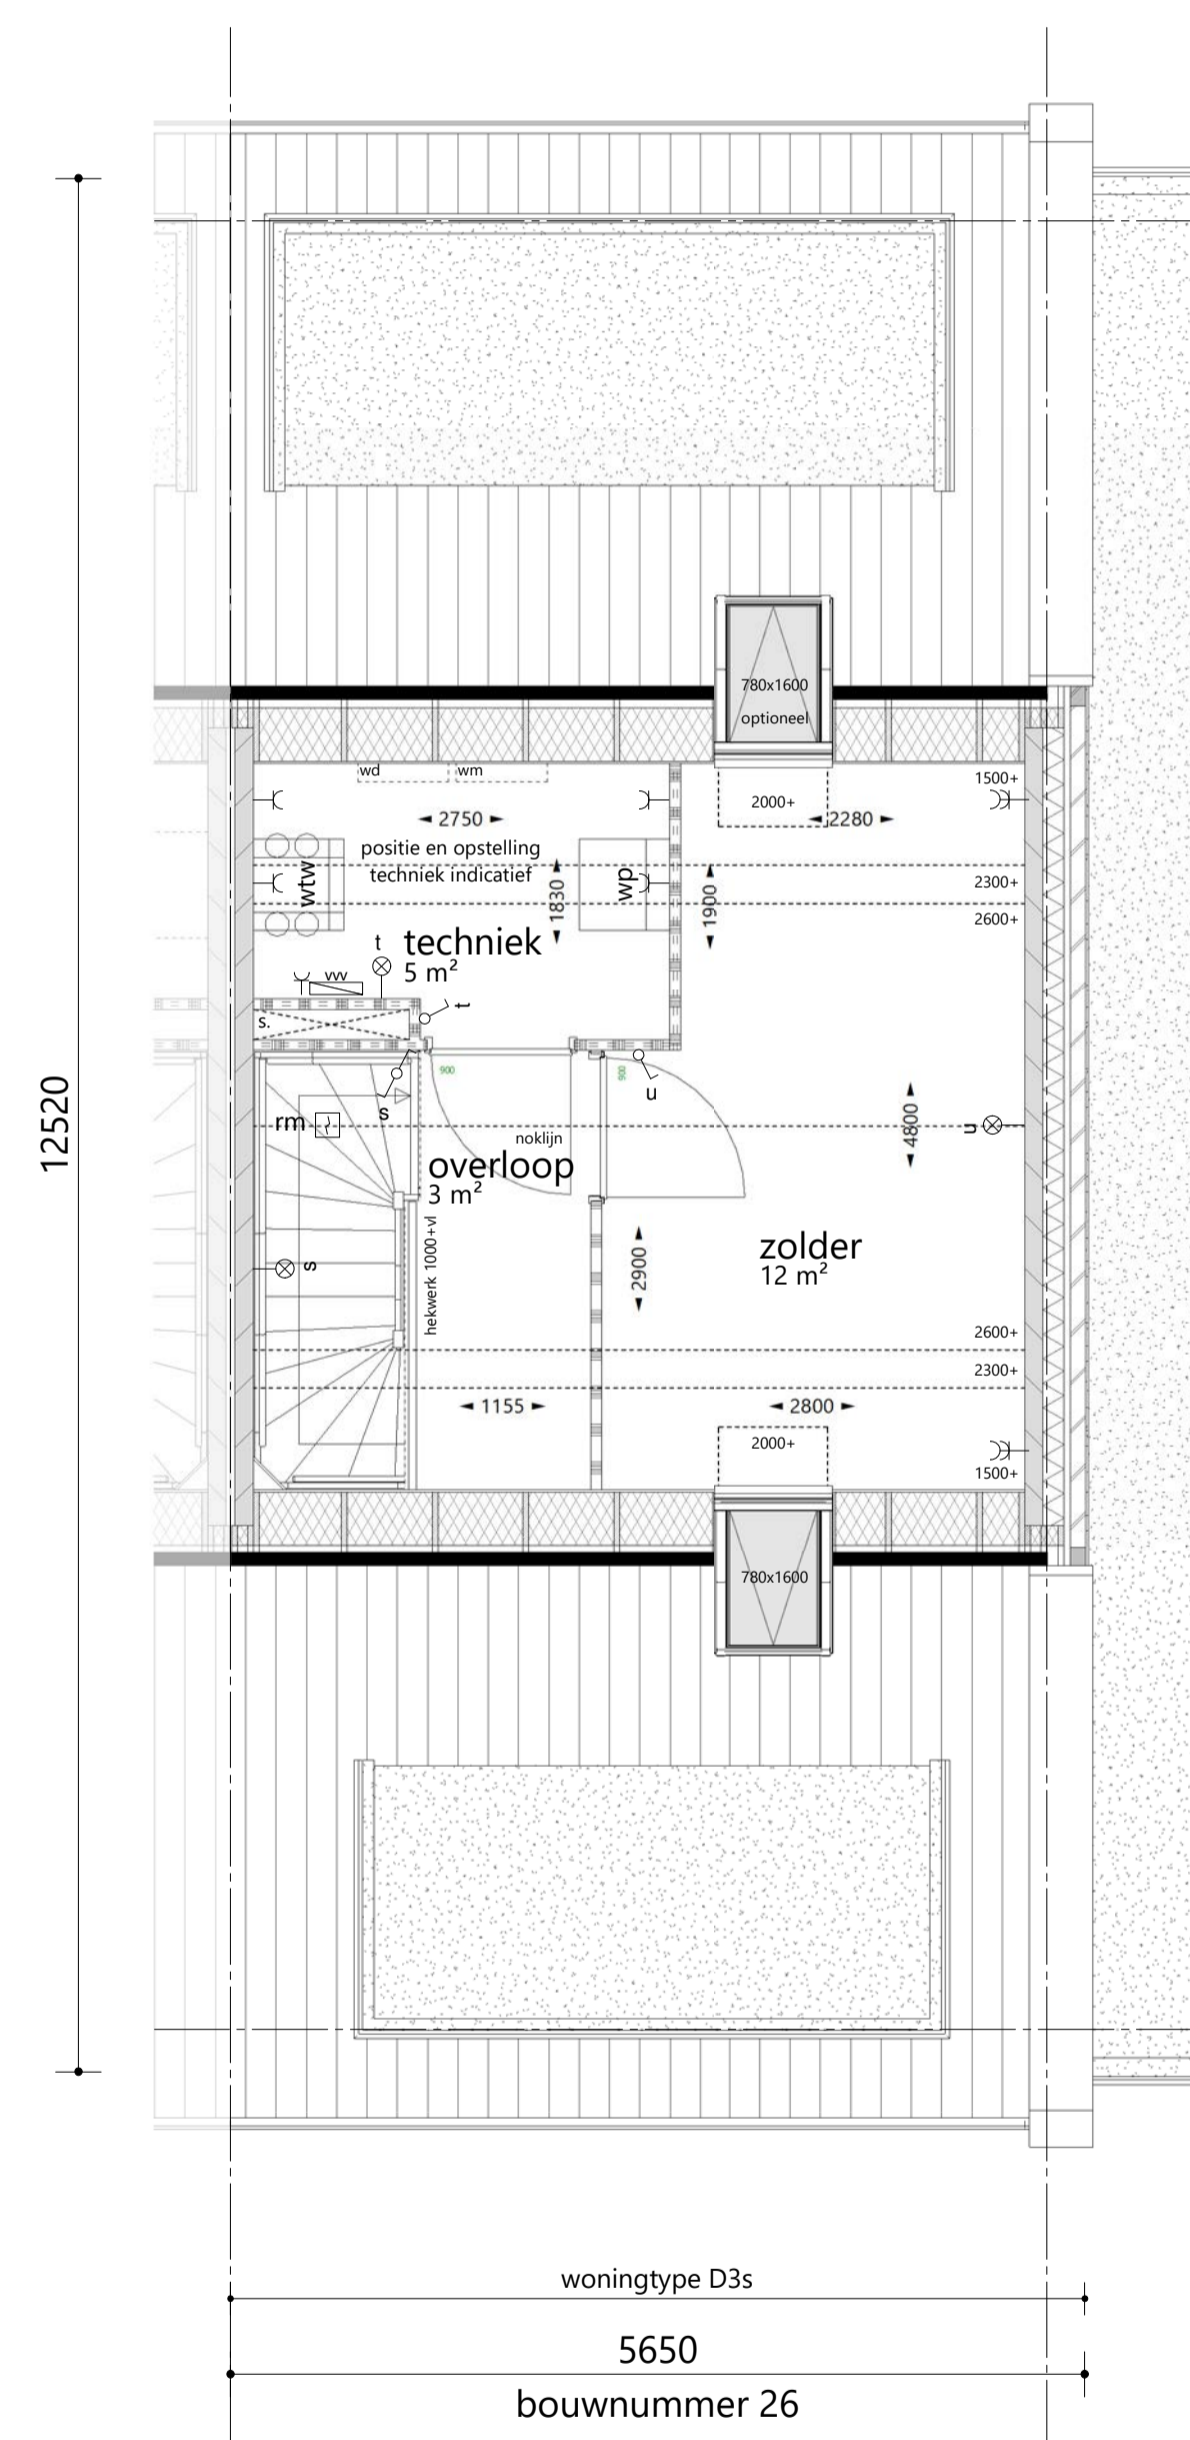 780x1600
optioneel
wd
wm
1500+
2000+
2750
2280
positie en opstelling
techniek indicatief
wtw
wp
1830
1900
2300+
2600+
t
techniek
5 m²
vvv
t
s.
900
900
s
u
rm
noklijn
overloop
3 m²
4800
u
12520
hekwerk 1000+vl
zolder
12 m²
2900
s
2600+
2300+
1155
2800
2000+
1500+
780x1600
woningtype D3s
5650
bouwnummer 26